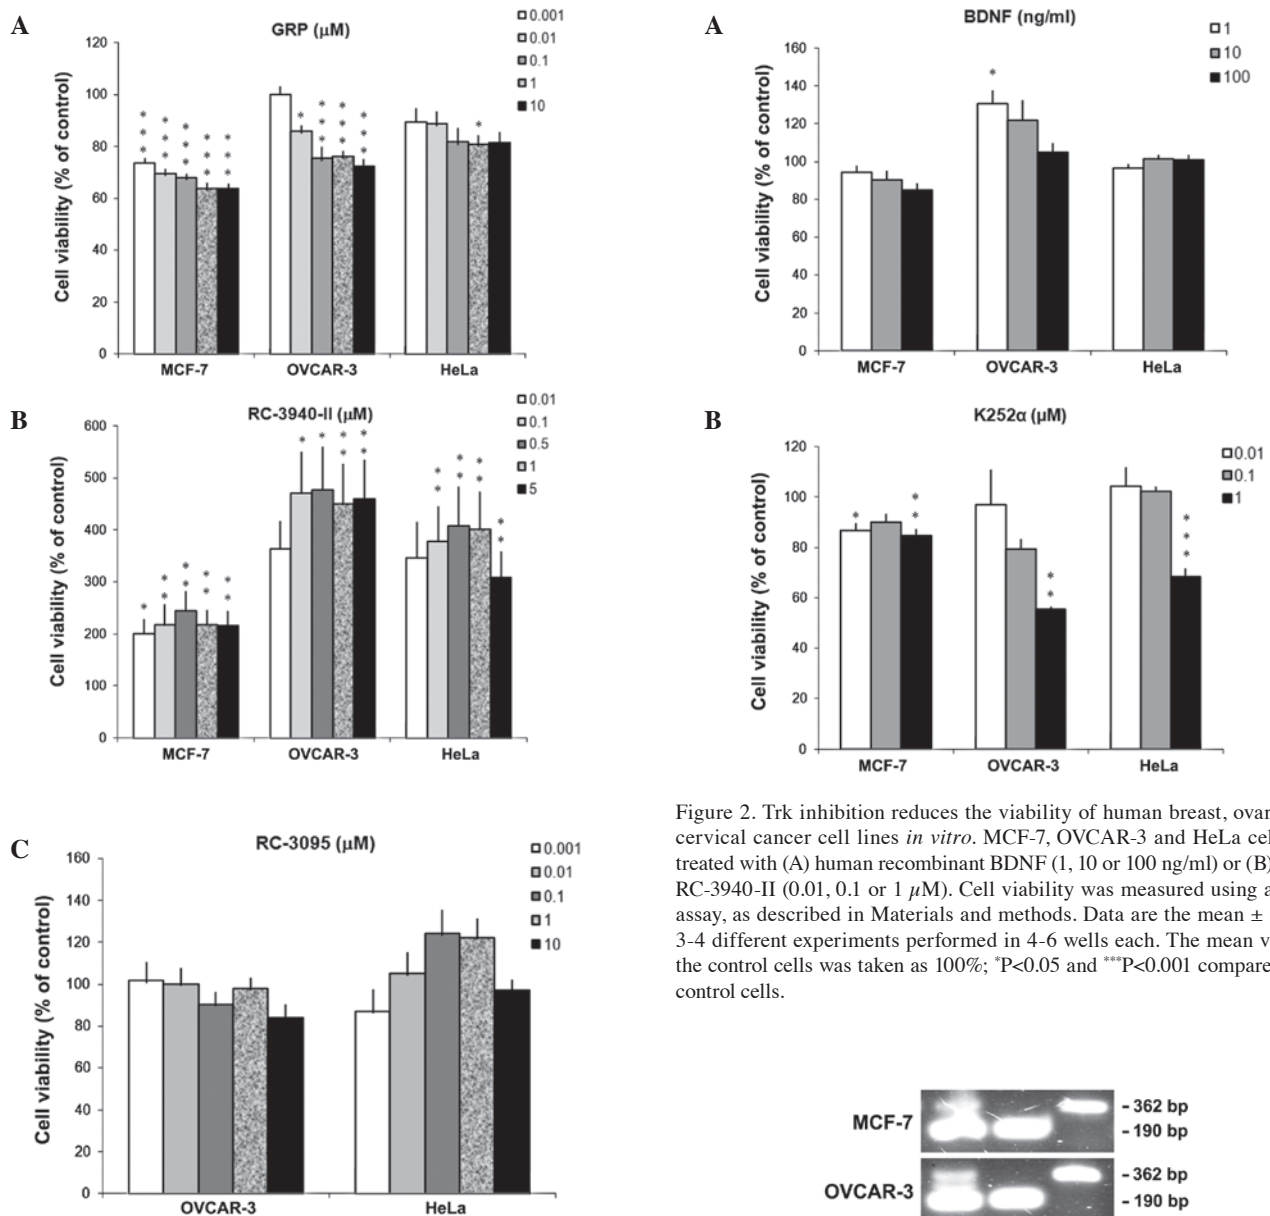 A
GRP (μM)
0.001
0.01
0.1
1
10
Cell viability (% of control)
120
100
80
60
40
20
0
* * *
* * *
* * *
* * *
* * *
*
* * *
* * *
* * *
*
MCF-7 OVCAR-3 HeLa
B
RC-3940-II (μM)
0.01
0.1
0.5
1
5
Cell viability (% of control)
600
500
400
300
200
100
0
*
* *
* *
* *
* *
*
*
* *
* *
* *
* *
* *
* *
MCF-7 OVCAR-3 HeLa
C
RC-3095 (μM)
0.001
0.01
0.1
1
10
Cell viability (% of control)
160
140
120
100
80
60
40
20
0
OVCAR-3 HeLa
A
BDNF (ng/ml)
1
10
100
Cell viability (% of control)
160
140
120
100
80
60
40
20
0
*
MCF-7 OVCAR-3 HeLa
B
K252α (μM)
0.01
0.1
1
Cell viability (% of control)
120
100
80
60
40
20
0
*
* *
* *
* * *
MCF-7 OVCAR-3 HeLa
Figure 2. Trk inhibition reduces the viability of human breast, ovar
cervical cancer cell lines in vitro. MCF-7, OVCAR-3 and HeLa cel
treated with (A) human recombinant BDNF (1, 10 or 100 ng/ml) or (B)
RC-3940-II (0.01, 0.1 or 1 μM). Cell viability was measured using a
assay, as described in Materials and methods. Data are the mean ±
3-4 different experiments performed in 4-6 wells each. The mean v
the control cells was taken as 100%; *P<0.05 and ***P<0.001 compare
control cells.
MCF-7
- 362 bp
- 190 bp
OVCAR-3
- 362 bp
- 190 bp